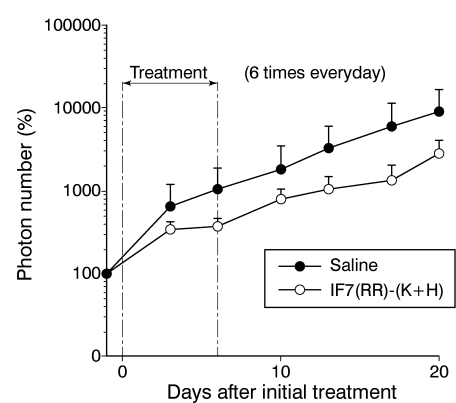 100000
Treatment (6 times everyday)
10000
1000
100
0
Photon number (%)
Saline
IF7(RR)-(K+H)
0 10 20
Days after initial treatment